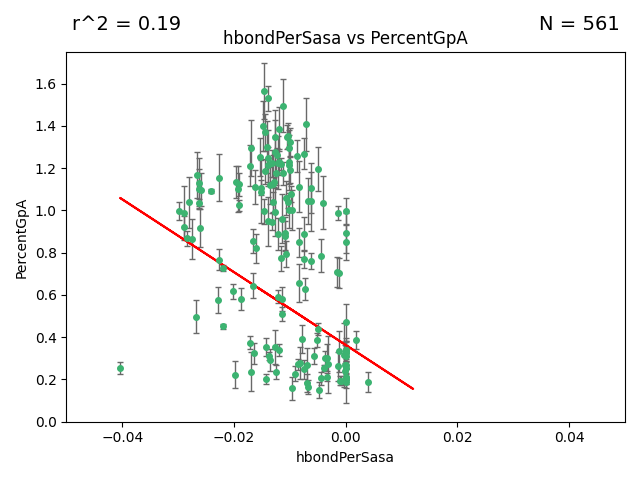 r^2 = 0.19
N = 561
hbondPerSasa vs PercentGpA
1.6
1.4
1.2
1.0
0.8
0.6
0.4
0.2
0.0
PercentGpA
−0.04
−0.02
0.00
0.02
0.04
hbondPerSasa